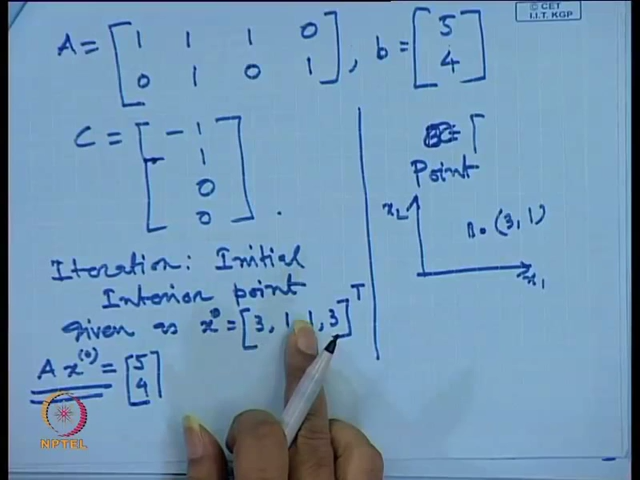 © CET
I.I.T. KGP
A = [1 1 1 0
0 1 0 1], b = [5
4]
C = [-1
1
0
0].
Point
x₂
(3, 1)
x₁
Iteration: Initial
Interior point
given as x⁰ = [3, 1, 1, 3]ᵀ
A x⁽⁰⁾ = [5
4]
NPTEL